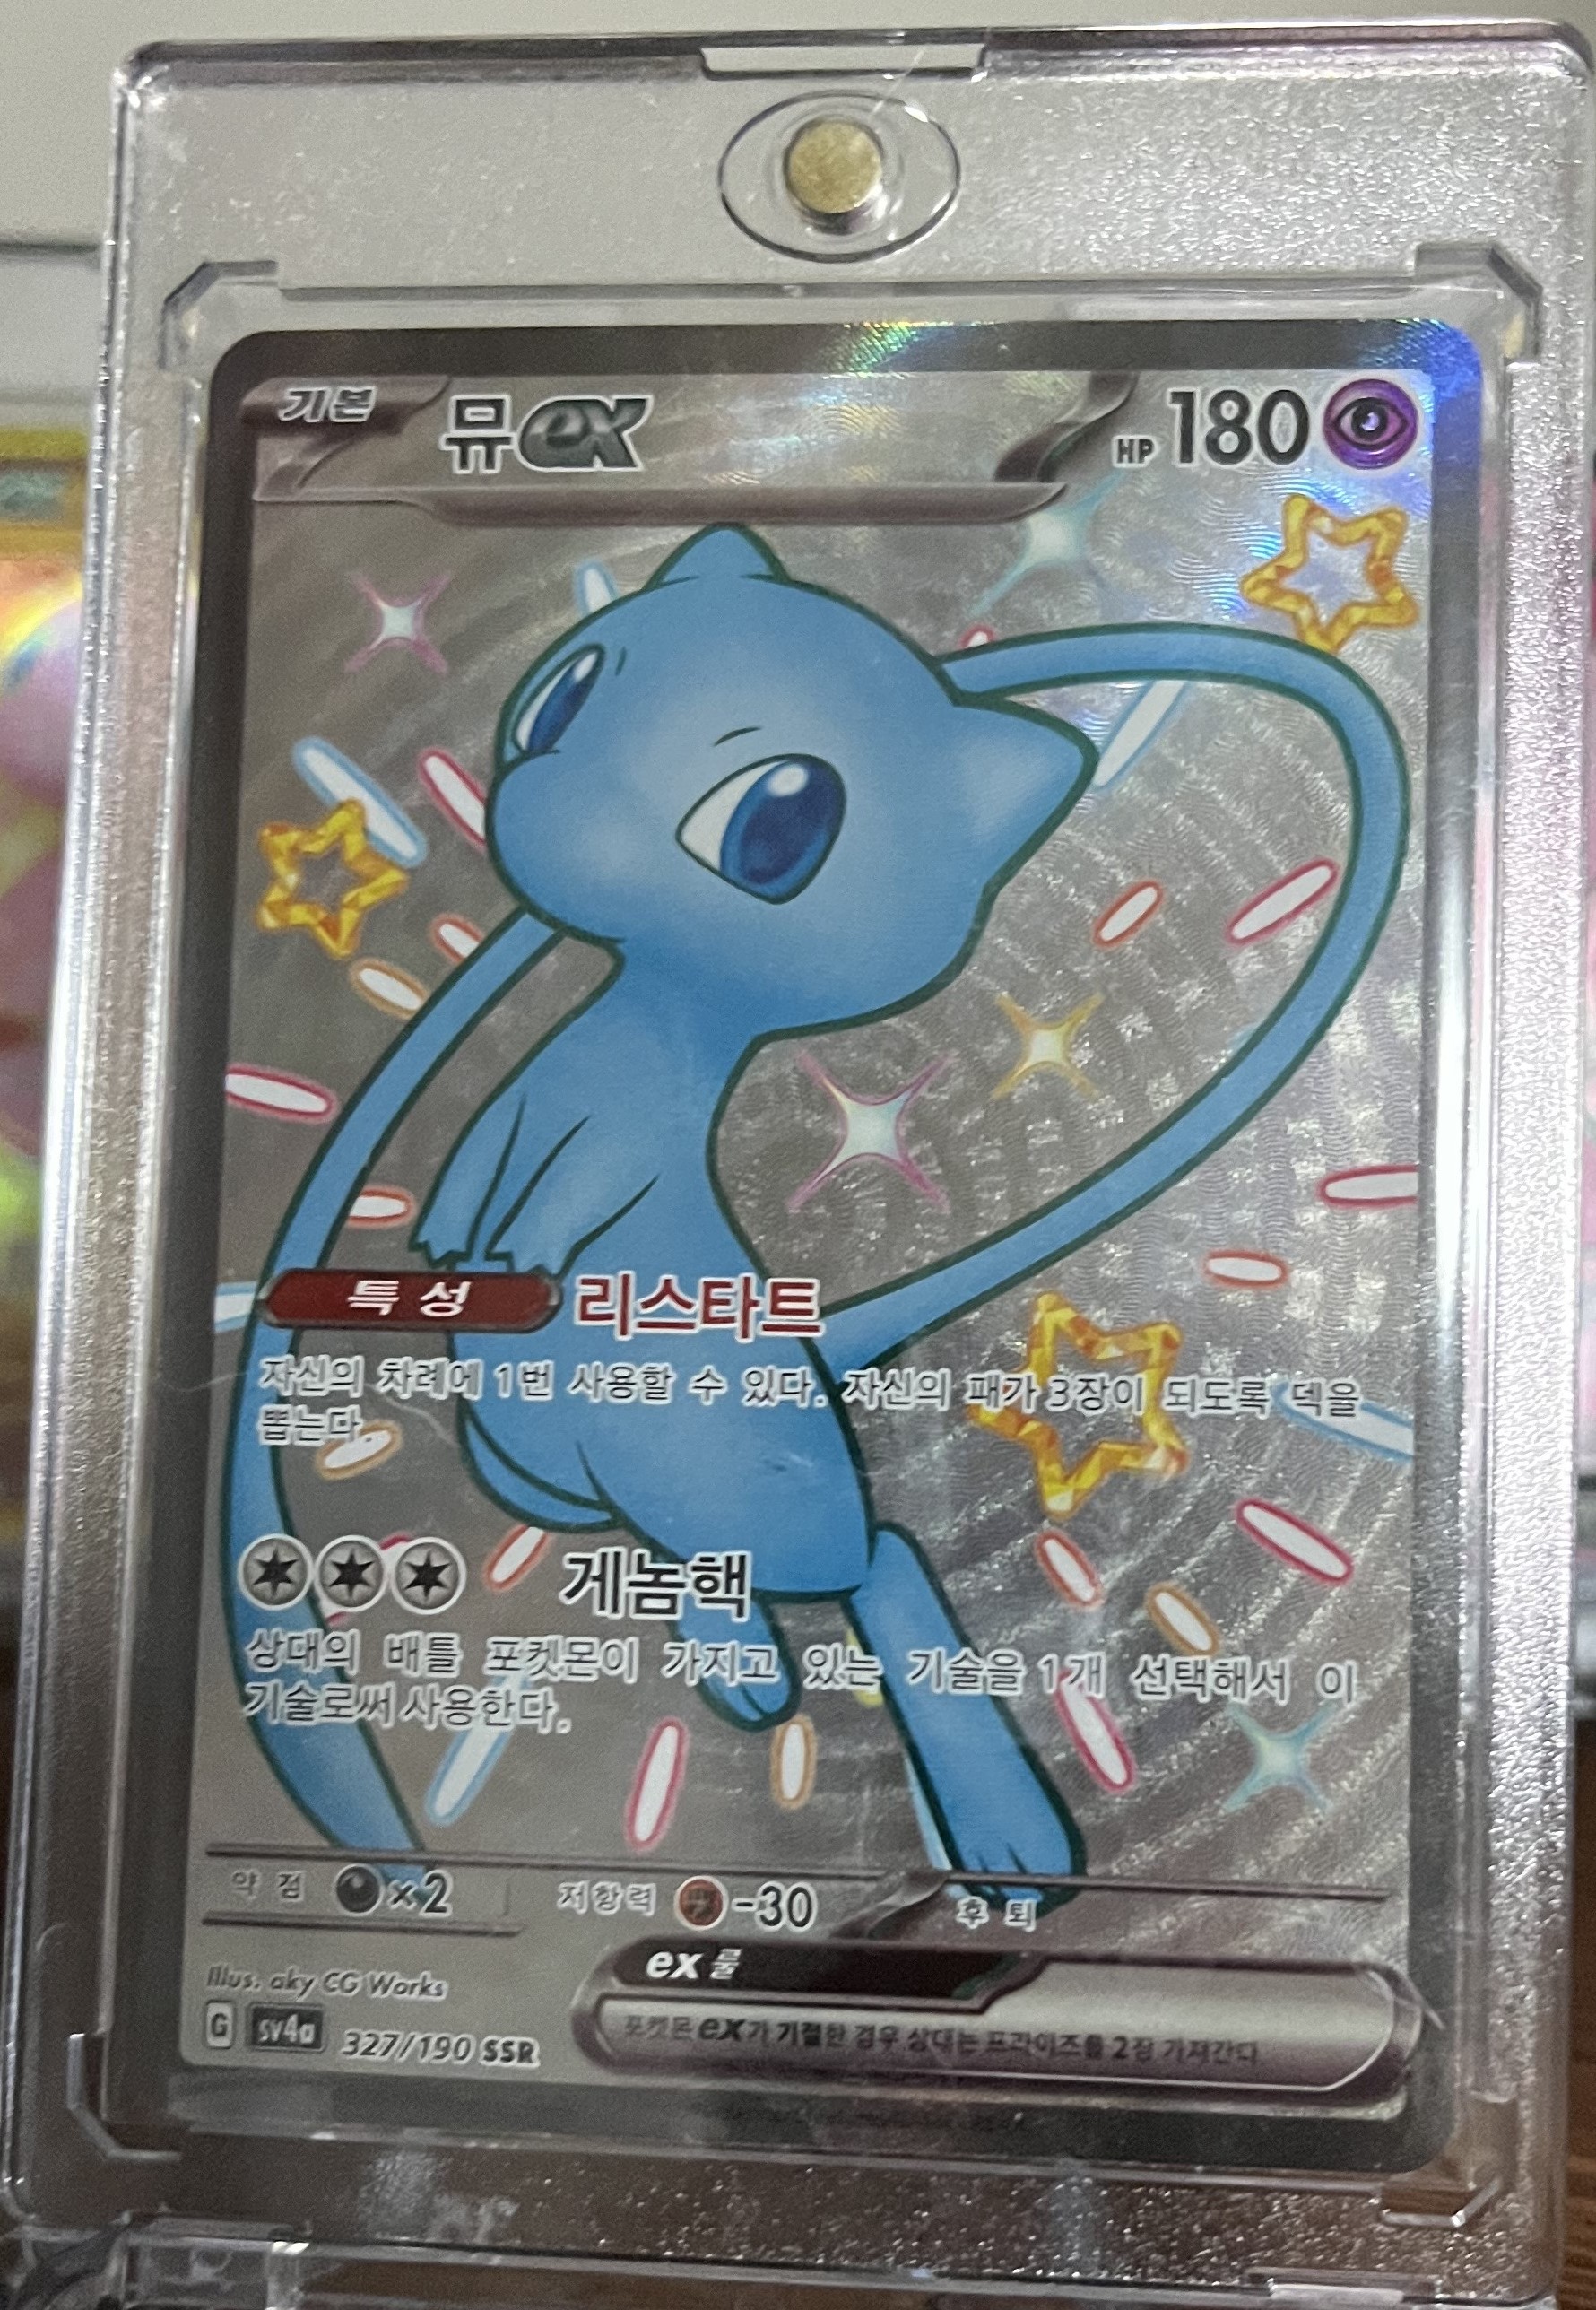 기본 뮤ex HP 180
특성 리스타트
자신의 차례에 1번 사용할 수 있다. 자신의 패가 3장이 되도록 덱을
뽑는다.
게놈핵
상대의 배틀 포켓몬이 가지고 있는 기술을 1개 선택해서 이
기술로써 사용한다.
약점 ×2 저항력 -30 후퇴
ex 룰
포켓몬 ex가 기절한 경우 상대는 프라이즈를 2장 가져간다.
Illus. aky CG Works
G sv4a 327/190 SSR